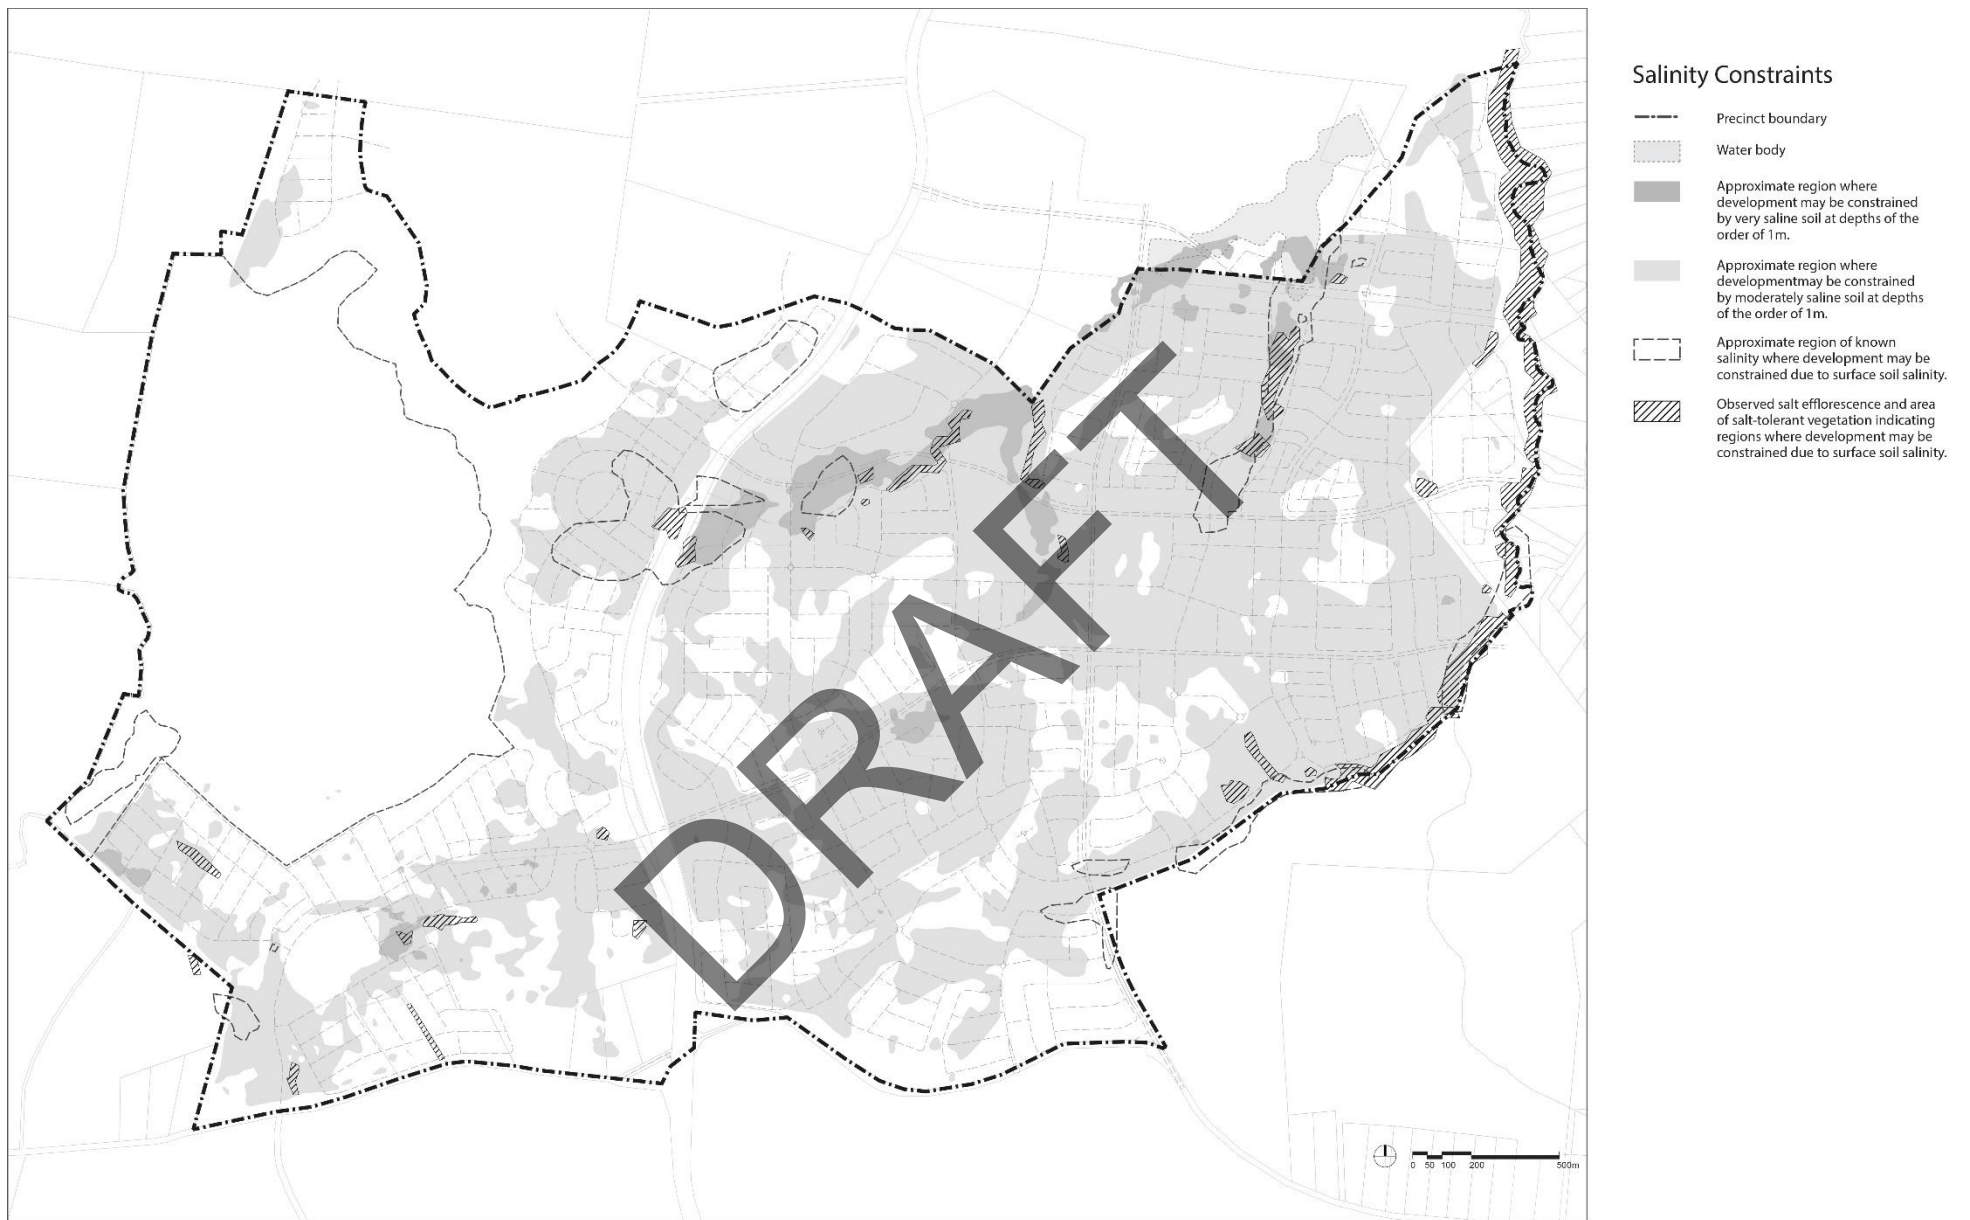 Salinity Constraints
Precinct boundary
Water body
Approximate region where
development may be constrained
by very saline soil at depths of the
order of 1m.
Approximate region where
developmentmay be constrained
by moderately saline soil at depths
of the order of 1m.
Approximate region of known
salinity where development may be
constrained due to surface soil salinity.
Observed salt efflorescence and area
of salt-tolerant vegetation indicating
regions where development may be
constrained due to surface soil salinity.
DRAFT
0 50 100 200 500m